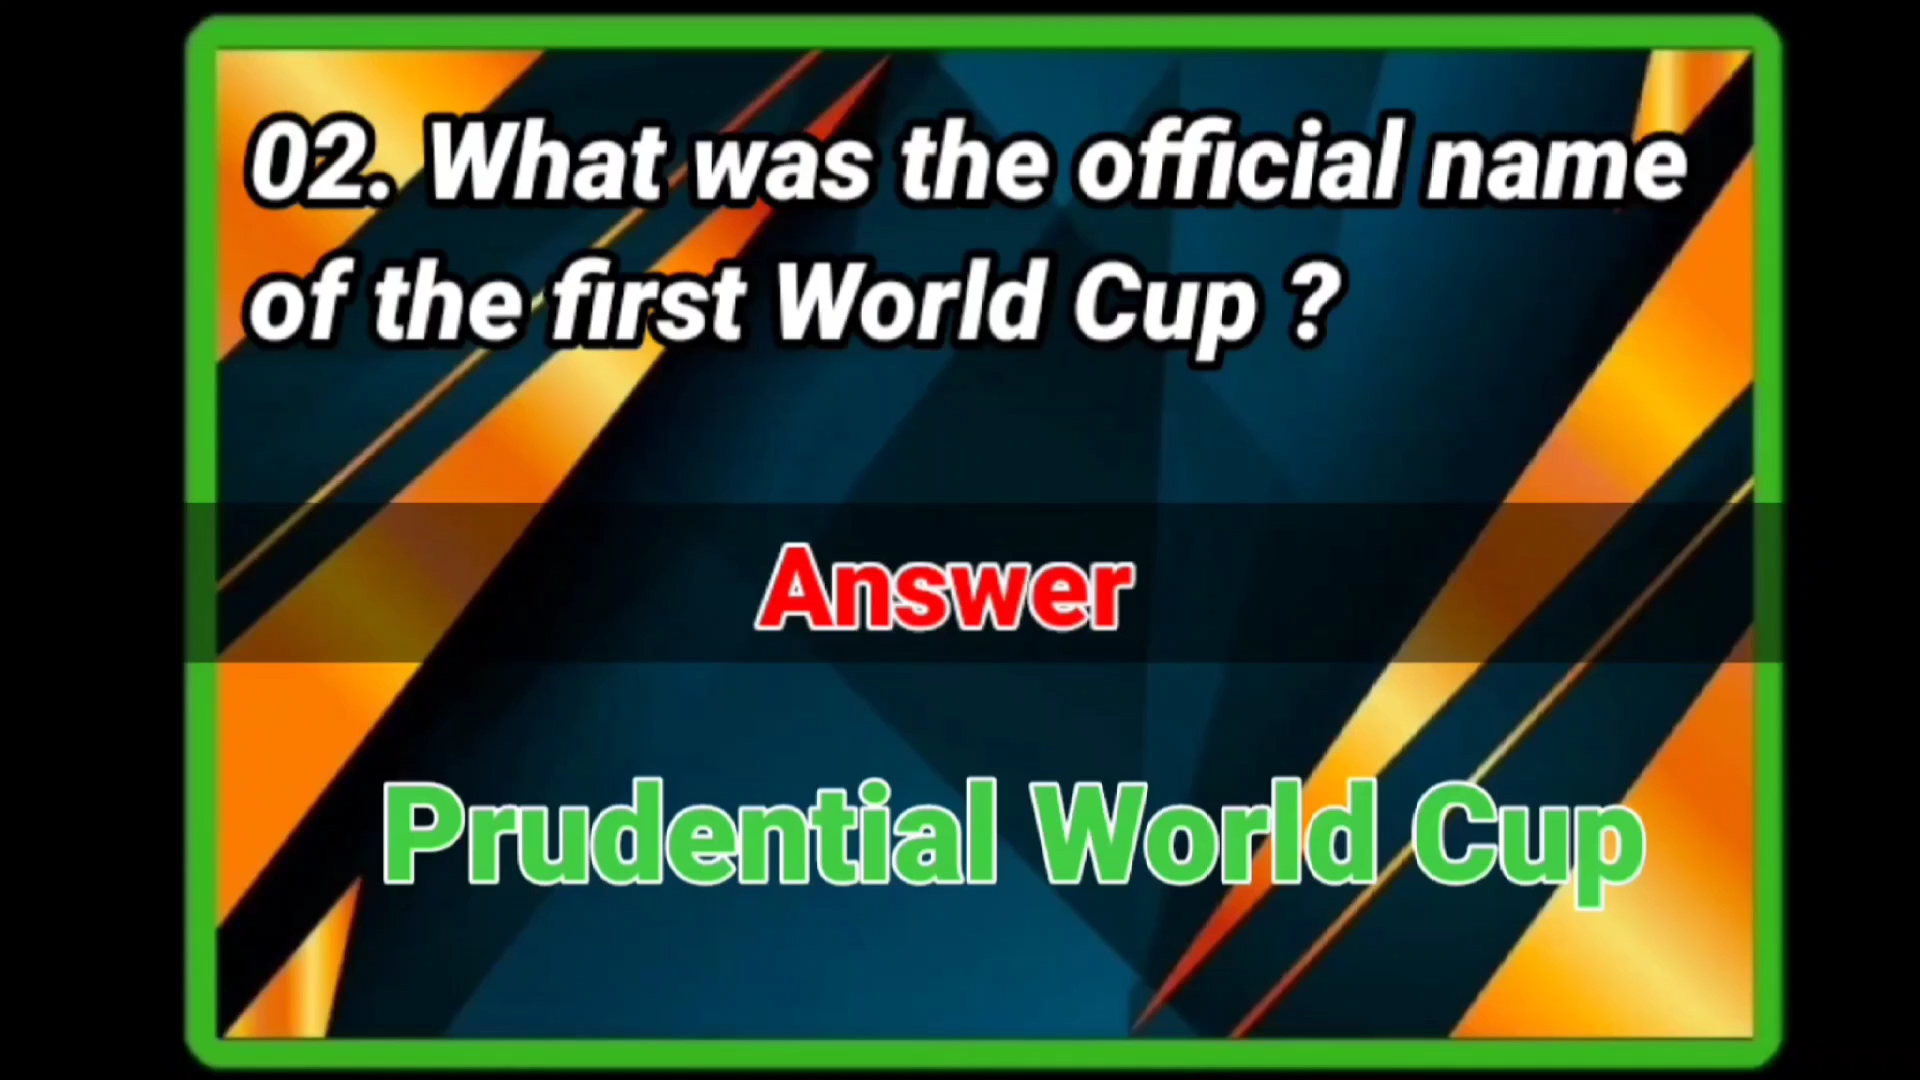 02. What was the official name
of the first World Cup ?
Answer
Prudential World Cup